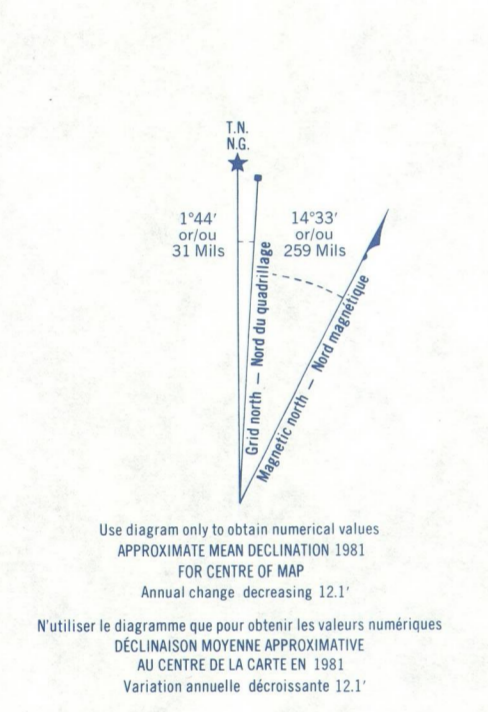 T.N.
N.G.
1°44'
or/ou
31 Mils
14°33'
or/ou
259 Mils
Grid north — Nord du quadrillage
Magnetic north — Nord magnétique
Use diagram only to obtain numerical values
APPROXIMATE MEAN DECLINATION 1981
FOR CENTRE OF MAP
Annual change decreasing 12.1'
N'utiliser le diagramme que pour obtenir les valeurs numériques
DÉCLINAISON MOYENNE APPROXIMATIVE
AU CENTRE DE LA CARTE EN 1981
Variation annuelle décroissante 12.1'